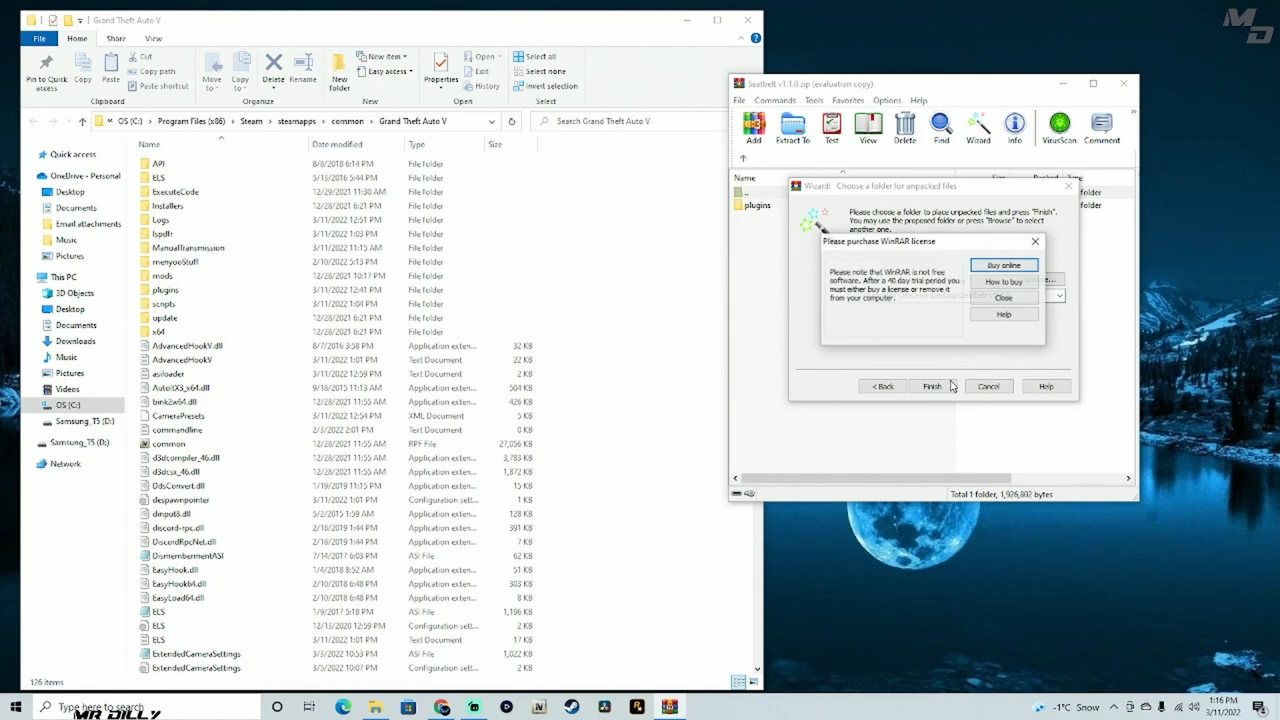 Grand Theft Auto V
File Home Share View
Pin to Quick access
Copy
Paste
Cut
Copy path
Paste shortcut
Move to
Copy to
Delete
Rename
New folder
New item
Easy access
Properties
Open
Edit
History
Select all
Select none
Invert selection
Clipboard Organize New Open Select
OS (C:) > Program Files (x86) > Steam > steamapps > common > Grand Theft Auto V
Search Grand Theft Auto V
Name Date modified Type Size
Quick access
OneDrive - Personal
Desktop
Documents
Email attachments
Music
Pictures
This PC
3D Objects
Desktop
Documents
Downloads
Music
Pictures
Videos
OS (C:)
Samsung_T5 (D:)
Samsung_T5 (D:)
Network
API 8/8/2018 6:14 PM File folder
ELS 5/13/2016 5:44 PM File folder
ExecuteCode 12/29/2021 11:30 AM File folder
Installers 12/28/2021 6:21 PM File folder
Logs 3/11/2022 12:51 PM File folder
lspdfr 3/11/2022 1:03 PM File folder
ManualTransmission 3/11/2022 11:15 AM File folder
menyooStuff 2/10/2022 5:13 PM File folder
mods 12/28/2021 10:17 PM File folder
plugins 3/11/2022 12:41 PM File folder
scripts 3/11/2022 1:04 PM File folder
update 12/28/2021 6:21 PM File folder
x64 12/28/2021 6:21 PM File folder
AdvancedHookV.dll 8/7/2016 3:58 PM Application exten... 32 KB
AdvancedHookV 3/11/2022 1:01 PM Text Document 22 KB
asiloader 3/11/2022 12:59 PM Text Document 2 KB
AutoItX3_x64.dll 9/18/2015 11:13 AM Application exten... 504 KB
bink2w64.dll 12/28/2021 11:55 AM Application exten... 426 KB
CameraPresets 3/11/2022 12:54 PM XML Document 5 KB
commandline 2/3/2022 2:01 PM Text Document 0 KB
common 12/28/2021 11:55 AM RPF File 27,056 KB
d3dcompiler_46.dll 12/28/2021 11:55 AM Application exten... 3,783 KB
d3dcsx_46.dll 12/28/2021 11:55 AM Application exten... 1,872 KB
DdsConvert.dll 1/19/2019 11:15 PM Application exten... 15 KB
despawnpointer 3/11/2022 1:01 PM Configuration sett... 1 KB
dinput8.dll 5/2/2015 1:59 AM Application exten... 128 KB
discord-rpc.dll 2/18/2019 1:44 PM Application exten... 391 KB
DiscordRpcNet.dll 2/18/2019 1:44 PM Application exten... 7 KB
DismembermentASI 7/14/2017 6:03 PM ASI File 62 KB
EasyHook.dll 1/4/2018 8:52 AM Application exten... 51 KB
EasyHook64.dll 2/10/2018 6:48 PM Application exten... 303 KB
EasyLoad64.dll 2/10/2018 6:48 PM Application exten... 8 KB
ELS 1/9/2017 5:18 PM ASI File 1,196 KB
ELS 12/13/2020 12:59 PM Configuration sett... 2 KB
ELS 3/11/2022 1:01 PM Text Document 17 KB
ExtendedCameraSettings 3/3/2022 10:53 PM ASI File 1,022 KB
ExtendedCameraSettings 3/5/2022 10:07 PM Configuration sett... 2 KB
126 items
MD
Seatbelt v1.1.0.zip (evaluation copy)
File Commands Tools Favorites Options Help
Add Extract To Test View Delete Find Wizard Info VirusScan Comment
Name
..
plugins
Wizard: Choose a folder for unpacked files
Please choose a folder to place unpacked files and press "Finish".
You may use the proposed folder or press "Browse" to select
another one.
Please purchase WinRAR license
Please note that WinRAR is not free
software. After a 40 day trial period you
must either buy a license or remove it
from your computer.
Buy online
How to buy
Close
Help
< Back Finish Cancel Help
Total 1 folder, 1,926,802 bytes
Type here to search
MR DILLY
-1°C Snow
1:16 PM
3/11/2022